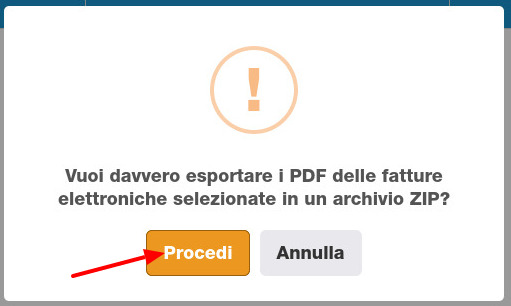 Vuoi davvero esportare i PDF delle fatture
elettroniche selezionate in un archivio ZIP?
Procedi
Annulla